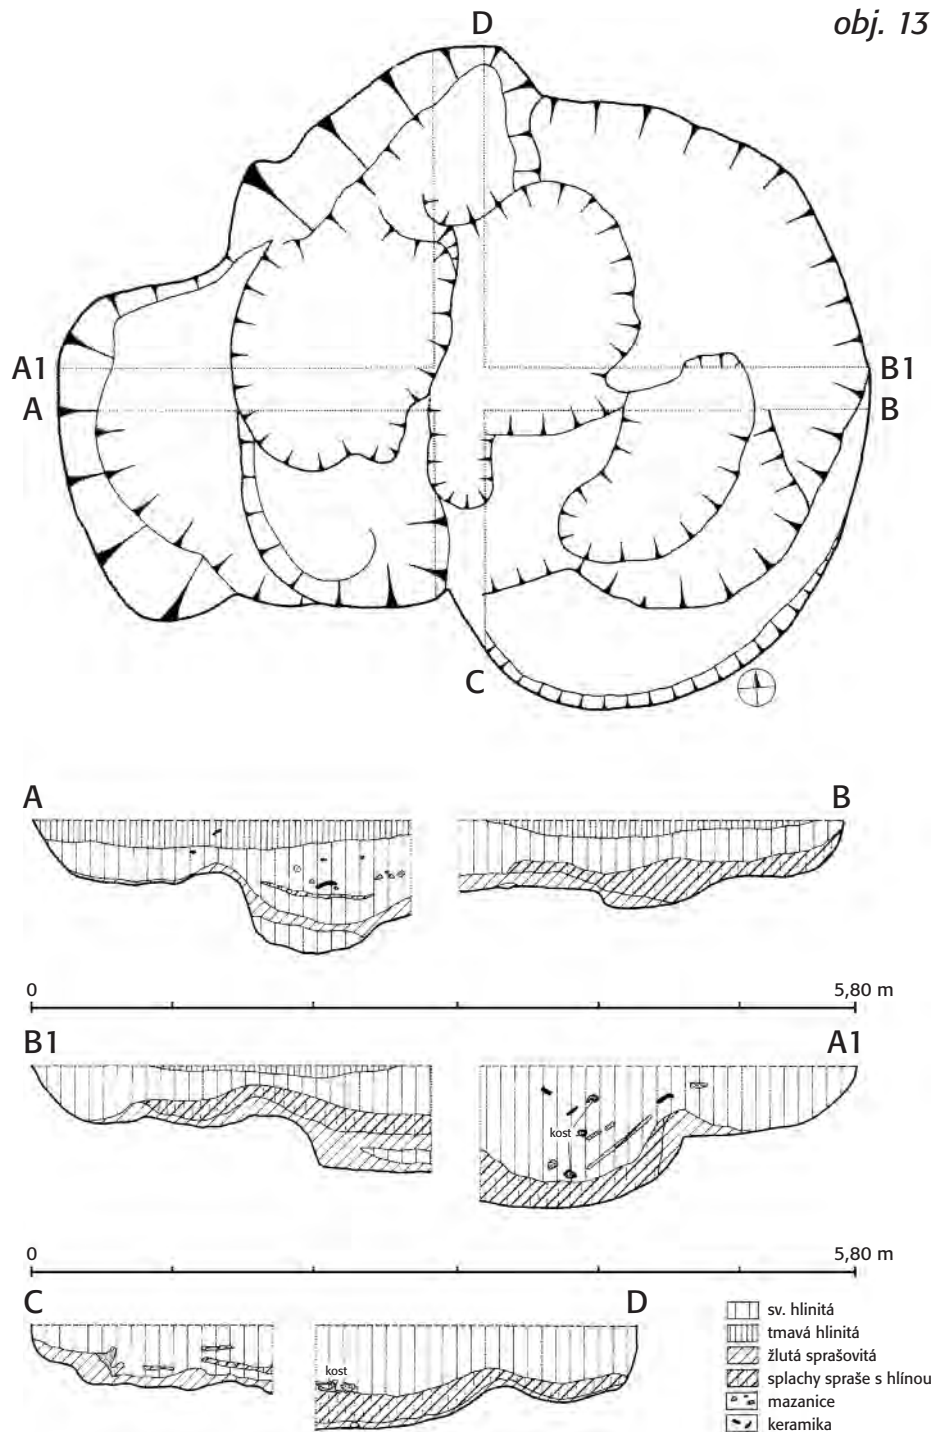 D
obj. 13
A1
B1
A
B
C
A
B
0
5,80 m
B1
A1
kost
0
5,80 m
C
D
kost
sv. hlinitá
tmavá hlinitá
žlutá sprašovitá
splachy spraše s hlínou
mazanice
keramika